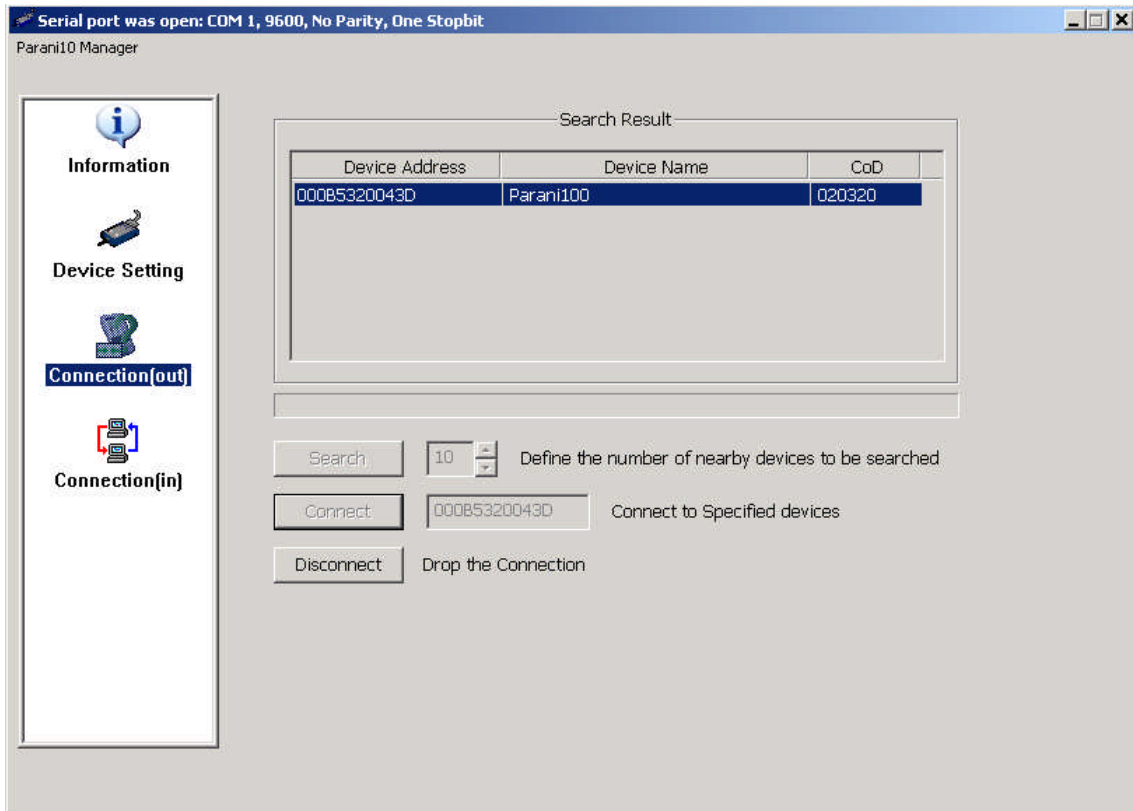 Serial port was open: COM 1, 9600, No Parity, One Stopbit
Parani10 Manager
Information
Device Setting
Connection(out)
Connection(in)
Search Result
Device Address Device Name CoD
000B5320043D Parani100 020320
Search 10 Define the number of nearby devices to be searched
Connect 000B5320043D Connect to Specified devices
Disconnect Drop the Connection